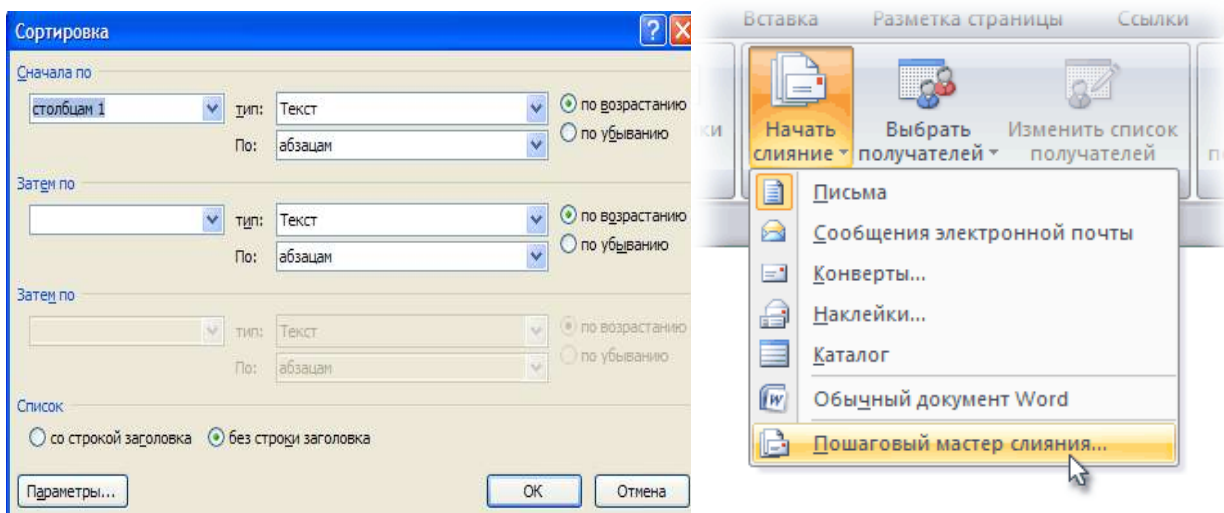 Сортировка
Сначала по
столбцам 1 тип: Текст по возрастанию
По: абзацам по убыванию
Затем по
тип: Текст по возрастанию
По: абзацам по убыванию
Затем по
тип: Текст по возрастанию
По: абзацам по убыванию
Список
со строкой заголовка без строки заголовка
Параметры... ОК Отмена
Вставка Разметка страницы Ссылки
Начать слияние
Выбрать получателей
Изменить список получателей
Письма
Сообщения электронной почты
Конверты...
Наклейки...
Каталог
Обычный документ Word
Пошаговый мастер слияния...